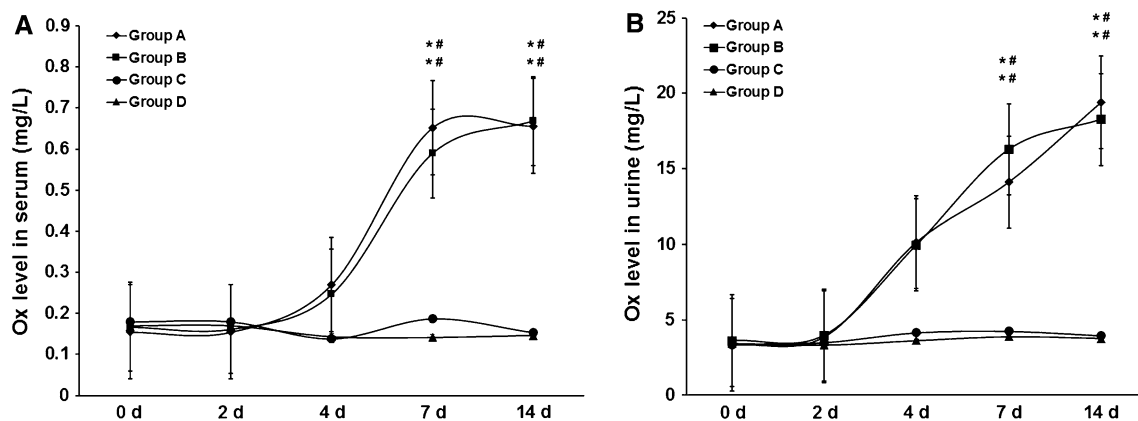 A
Ox level in serum (mg/L)
0.9
0.8
0.7
0.6
0.5
0.4
0.3
0.2
0.1
0
Group A
Group B
Group C
Group D
*# *#
*# *#
0 d 2 d 4 d 7 d 14 d
B
Ox level in urine (mg/L)
25
20
15
10
5
0
Group A
Group B
Group C
Group D
*#
*#
*#
*#
0 d 2 d 4 d 7 d 14 d